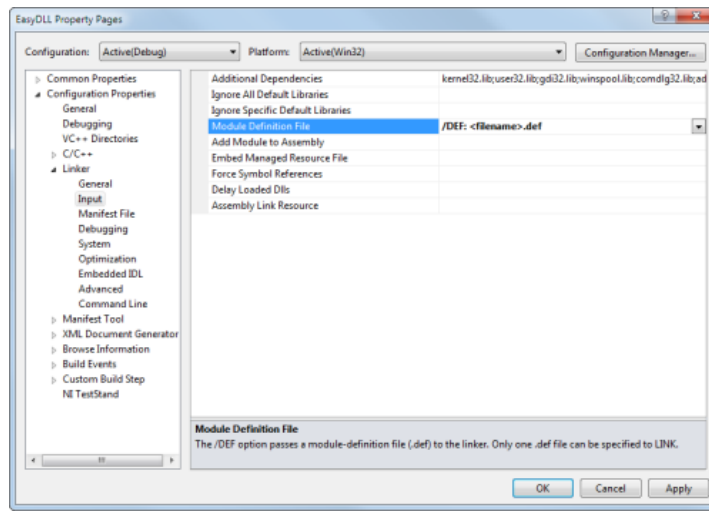 EasyDLL Property Pages
Configuration: Active(Debug) Platform: Active(Win32) Configuration Manager...
Common Properties
Configuration Properties
General
Debugging
VC++ Directories
C/C++
Linker
General
Input
Manifest File
Debugging
System
Optimization
Embedded IDL
Advanced
Command Line
Manifest Tool
XML Document Generator
Browse Information
Build Events
Custom Build Step
NI TestStand
Additional Dependencies kernel32.lib;user32.lib;gdi32.lib;winspool.lib;comdlg32.lib;ad
Ignore All Default Libraries
Ignore Specific Default Libraries
Module Definition File /DEF: <filename>.def
Add Module to Assembly
Embed Managed Resource File
Force Symbol References
Delay Loaded Dlls
Assembly Link Resource
Module Definition File
The /DEF option passes a module-definition file (.def) to the linker. Only one .def file can be specified to LINK.
OK Cancel Apply